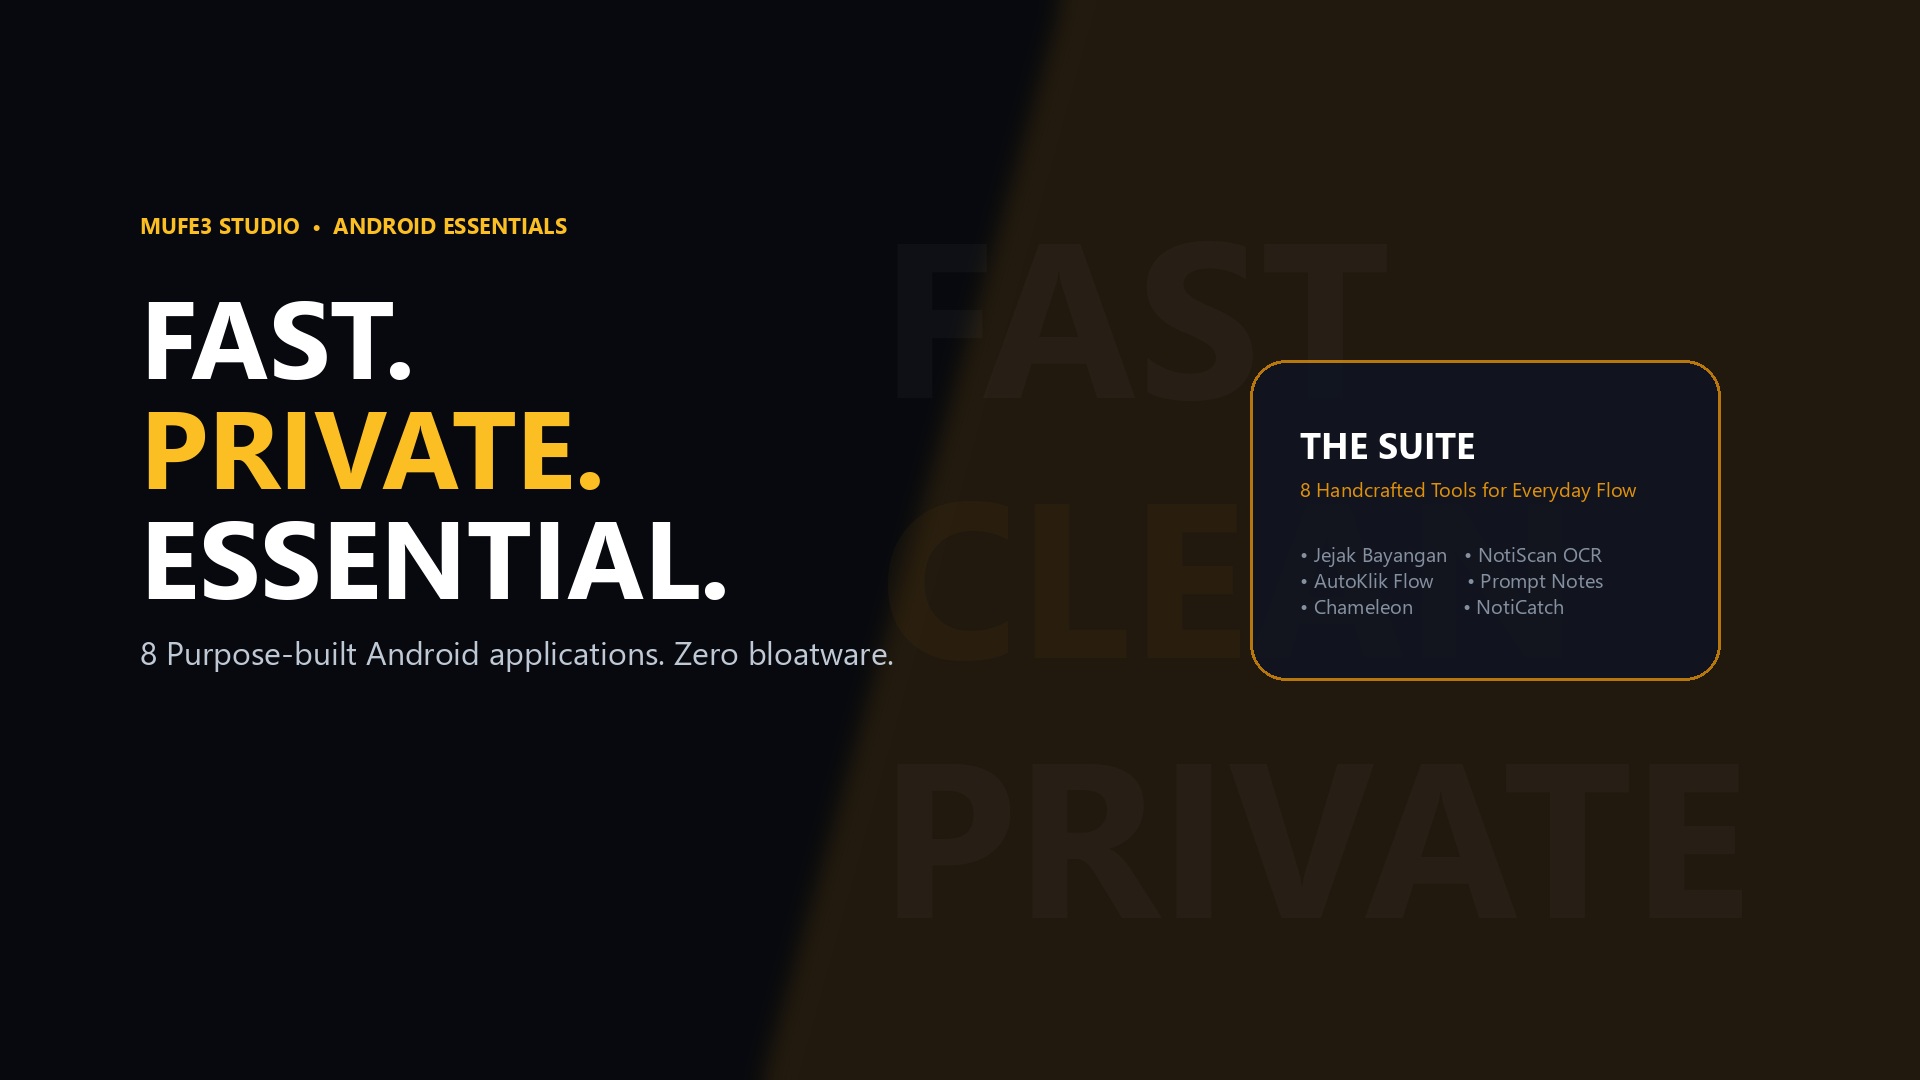 MUFE3 STUDIO • ANDROID ESSENTIALS
FAST.
PRIVATE.
ESSENTIAL.
8 Purpose-built Android applications. Zero bloatware.
FAST
CLE
PRIVATE
THE SUITE
8 Handcrafted Tools for Everyday Flow
• Jejak Bayangan • NotiScan OCR
• AutoKlik Flow • Prompt Notes
• Chameleon • NotiCatch